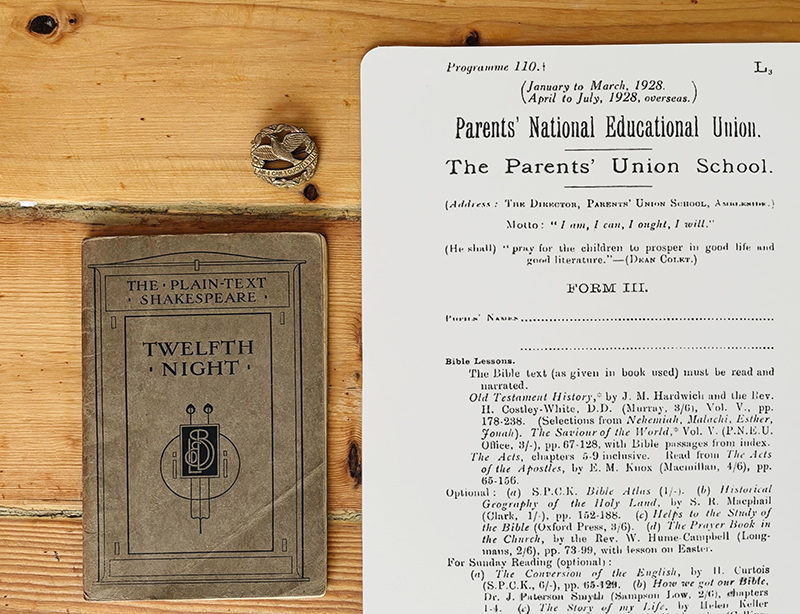 I AM I CAN I OUGHT I WILL
THE · PLAIN-TEXT
· SHAKESPEARE ·
TWELFTH
· NIGHT ·
Programme 110.
L3
(January to March, 1928.
April to July, 1928, overseas.)
Parents' National Educational Union.
The Parents' Union School.
(Address : THE DIRECTOR, PARENTS' UNION SCHOOL, AMBLESIDE.)
Motto: "I am, I can, I ought, I will."
(He shall) "pray for the children to prosper in good life and
good literature."—(DEAN COLET.)
FORM III.
PUPILS' NAMES
Bible Lessons.
The Bible text (as given in book used) must be read and
narrated.
Old Testament History,* by J. M. Hardwich and the Rev.
H. Costley-White, D.D. (Murray, 3/6), Vol. V., pp.
178-238. (Selections from Nehemiah, Malachi, Esther,
Jonah). The Saviour of the World,* Vol. V. (P.N.E.U.
Office, 3/-), pp. 67-128, with Bible passages from index.
The Acts, chapters 5-9 inclusive. Read from The Acts
of the Apostles, by E. M. Knox (Macmillan, 4/6), pp.
65-156.
Optional : (a) S.P.C.K. Bible Atlas (1/-). (b) Historical
Geography of the Holy Land, by S. R. Macphail
(Clark, 1/-), pp. 152-188. (c) Helps to the Study of
the Bible (Oxford Press, 3/6). (d) The Prayer Book in
the Church, by the Rev. W. Hume-Campbell (Long-
mans, 2/6), pp. 73-99, with lesson on Easter.
For Sunday Reading (optional) :
(a) The Conversion of the English, by H. Curtois
(S.P.C.K., 6/-), pp. 65-129. (b) How we got our Bible,
Dr. J. Paterson Smyth (Sampson Low, 2/6), chapters
1-4. (c) The Story of my Life, by Helen Keller